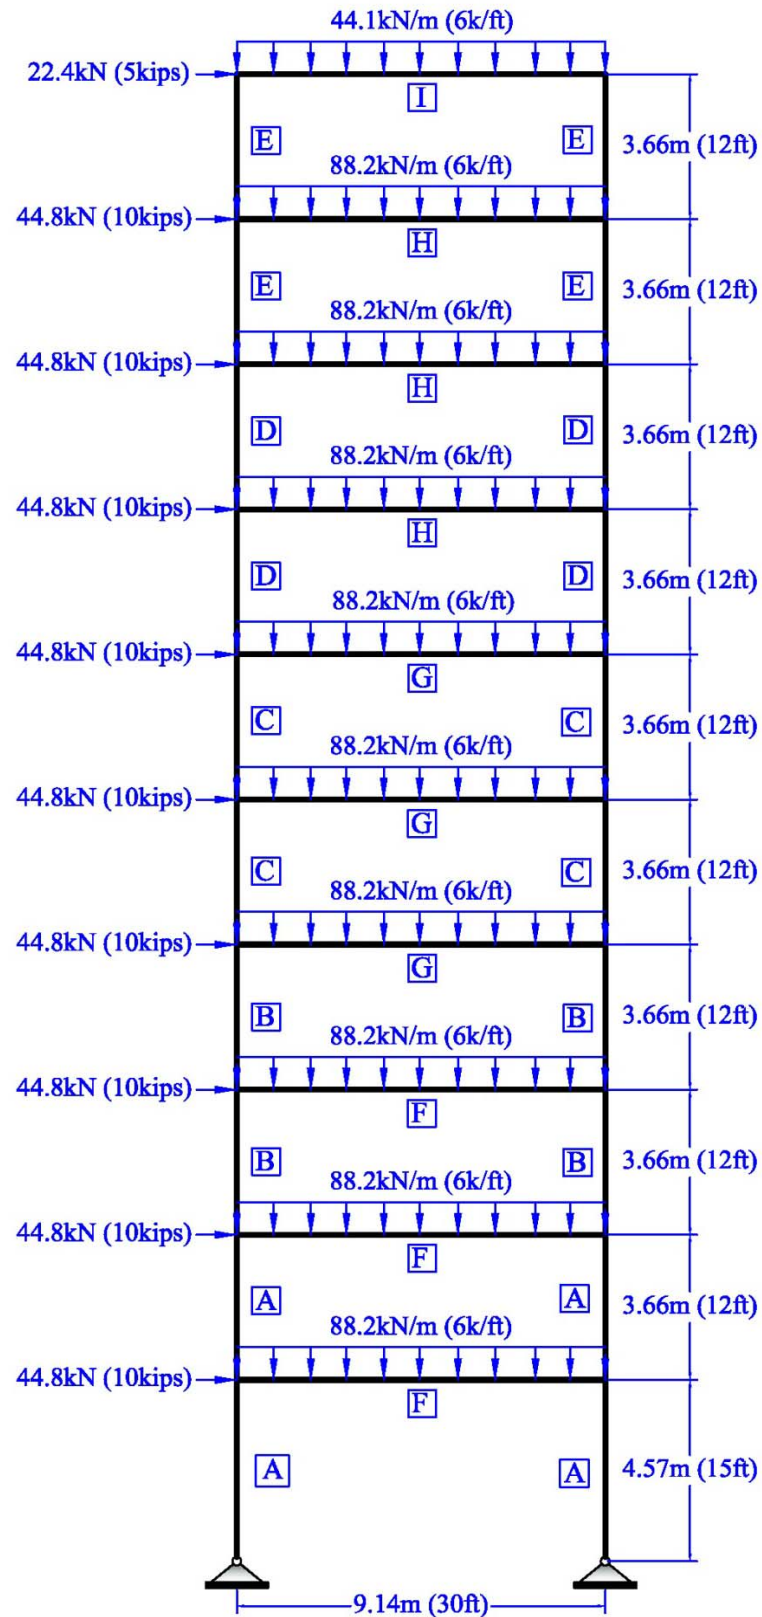 44.1kN/m (6k/ft)
22.4kN (5kips)
I
E
E
3.66m (12ft)
88.2kN/m (6k/ft)
44.8kN (10kips)
H
E
E
3.66m (12ft)
88.2kN/m (6k/ft)
44.8kN (10kips)
H
D
D
3.66m (12ft)
88.2kN/m (6k/ft)
44.8kN (10kips)
H
D
D
3.66m (12ft)
88.2kN/m (6k/ft)
44.8kN (10kips)
G
C
C
3.66m (12ft)
88.2kN/m (6k/ft)
44.8kN (10kips)
G
C
C
3.66m (12ft)
88.2kN/m (6k/ft)
44.8kN (10kips)
G
B
B
3.66m (12ft)
88.2kN/m (6k/ft)
44.8kN (10kips)
F
B
B
3.66m (12ft)
88.2kN/m (6k/ft)
44.8kN (10kips)
F
A
A
3.66m (12ft)
88.2kN/m (6k/ft)
44.8kN (10kips)
F
A
A
4.57m (15ft)
9.14m (30ft)